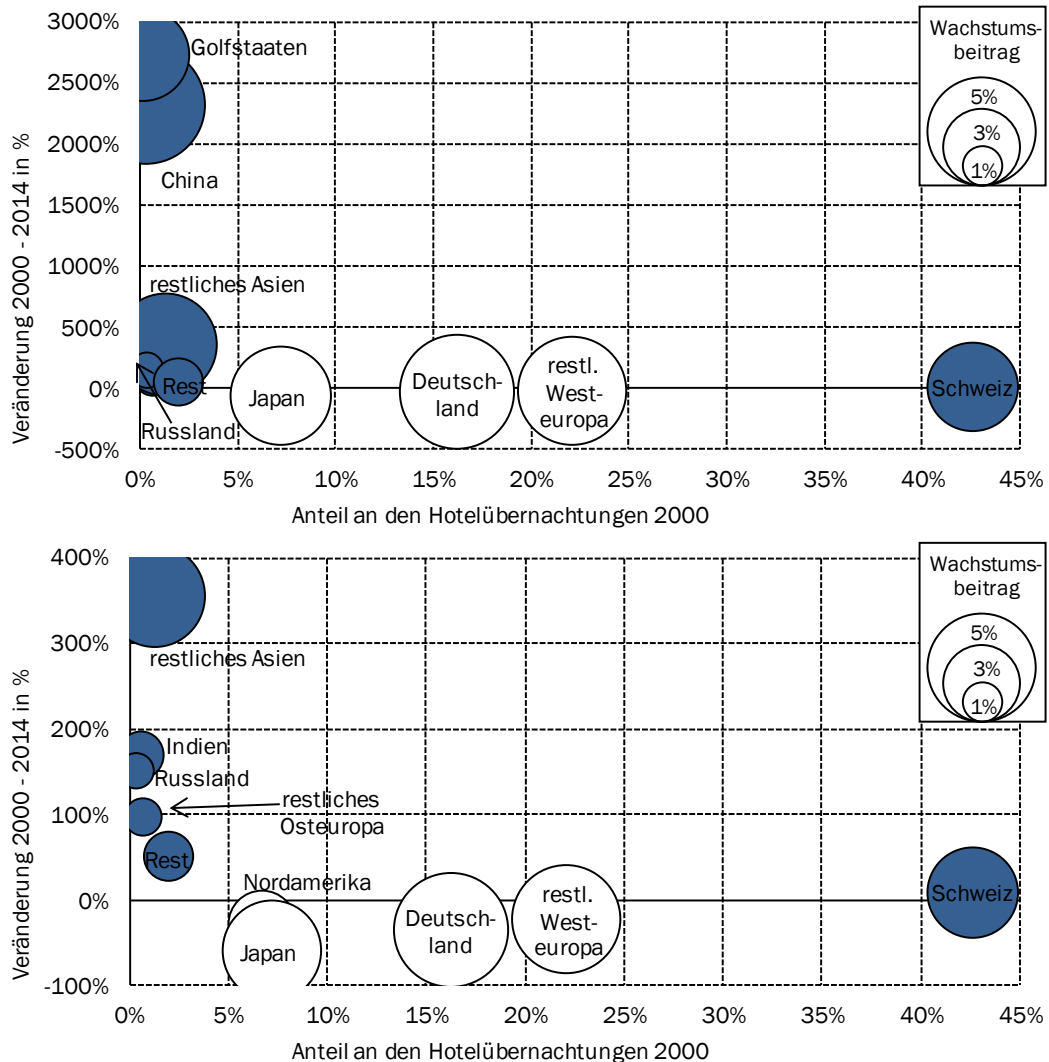 3000%
2500%
2000%
1500%
1000%
500%
0%
-500%
Veränderung 2000 - 2014 in %
Golfstaaten
China
restliches Asien
Rest
Russland
Japan
Deutsch-
land
restl.
West-
europa
Schweiz
Wachstums-
beitrag
5%
3%
1%
0% 5% 10% 15% 20% 25% 30% 35% 40% 45%
Anteil an den Hotelübernachtungen 2000
400%
300%
200%
100%
0%
-100%
Veränderung 2000 - 2014 in %
restliches Asien
Indien
Russland
restliches
Osteuropa
Rest
Nordamerika
Japan
Deutsch-
land
restl.
West-
europa
Schweiz
Wachstums-
beitrag
5%
3%
1%
0% 5% 10% 15% 20% 25% 30% 35% 40% 45%
Anteil an den Hotelübernachtungen 2000